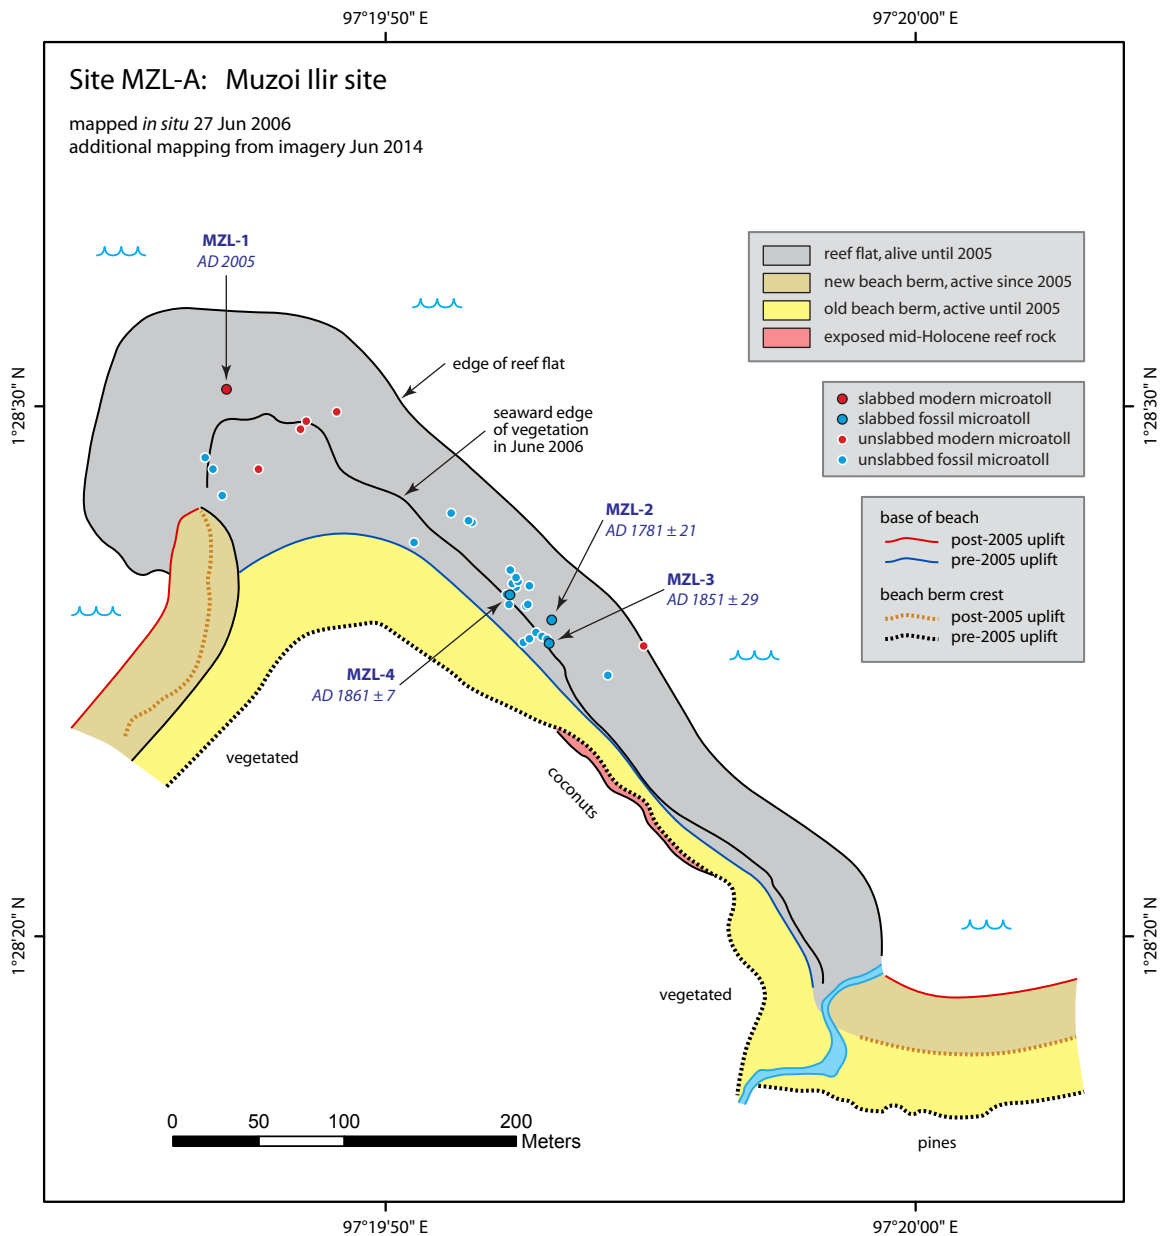 97°19'50" E
97°20'00" E
Site MZL-A: Muzoi Ilir site
mapped in situ 27 Jun 2006
additional mapping from imagery Jun 2014
MZL-1
AD 2005
reef flat, alive until 2005
new beach berm, active since 2005
old beach berm, active until 2005
exposed mid-Holocene reef rock
edge of reef flat
seaward edge
of vegetation
in June 2006
1°28'30" N
1°28'30" N
slabbed modern microatoll
slabbed fossil microatoll
unslabbed modern microatoll
unslabbed fossil microatoll
MZL-2
AD 1781 ± 21
base of beach
post-2005 uplift
pre-2005 uplift
beach berm crest
post-2005 uplift
pre-2005 uplift
MZL-3
AD 1851 ± 29
MZL-4
AD 1861 ± 7
vegetated
coconuts
1°28'20" N
1°28'20" N
vegetated
0 50 100 200
Meters
pines
97°19'50" E
97°20'00" E